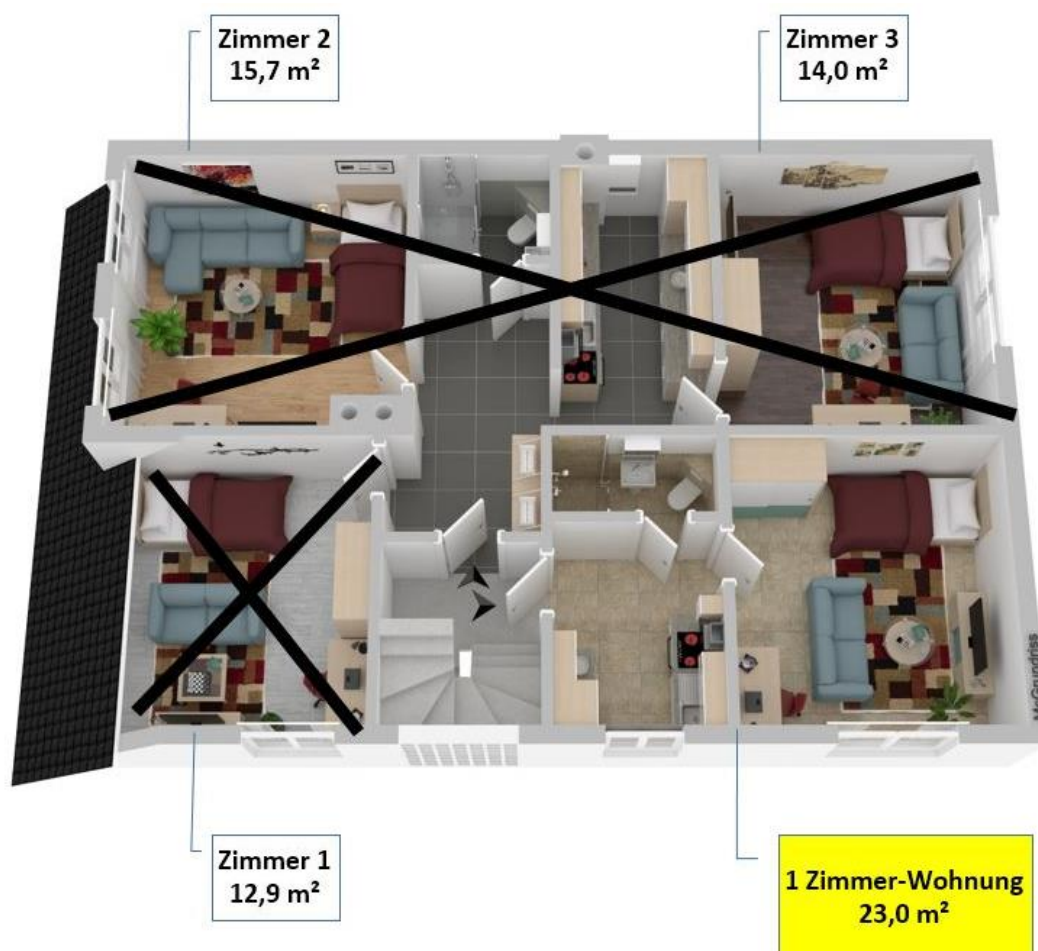 Zimmer 2
15,7 m²
Zimmer 3
14,0 m²
McGrundriss
Zimmer 1
12,9 m²
1 Zimmer-Wohnung
23,0 m²